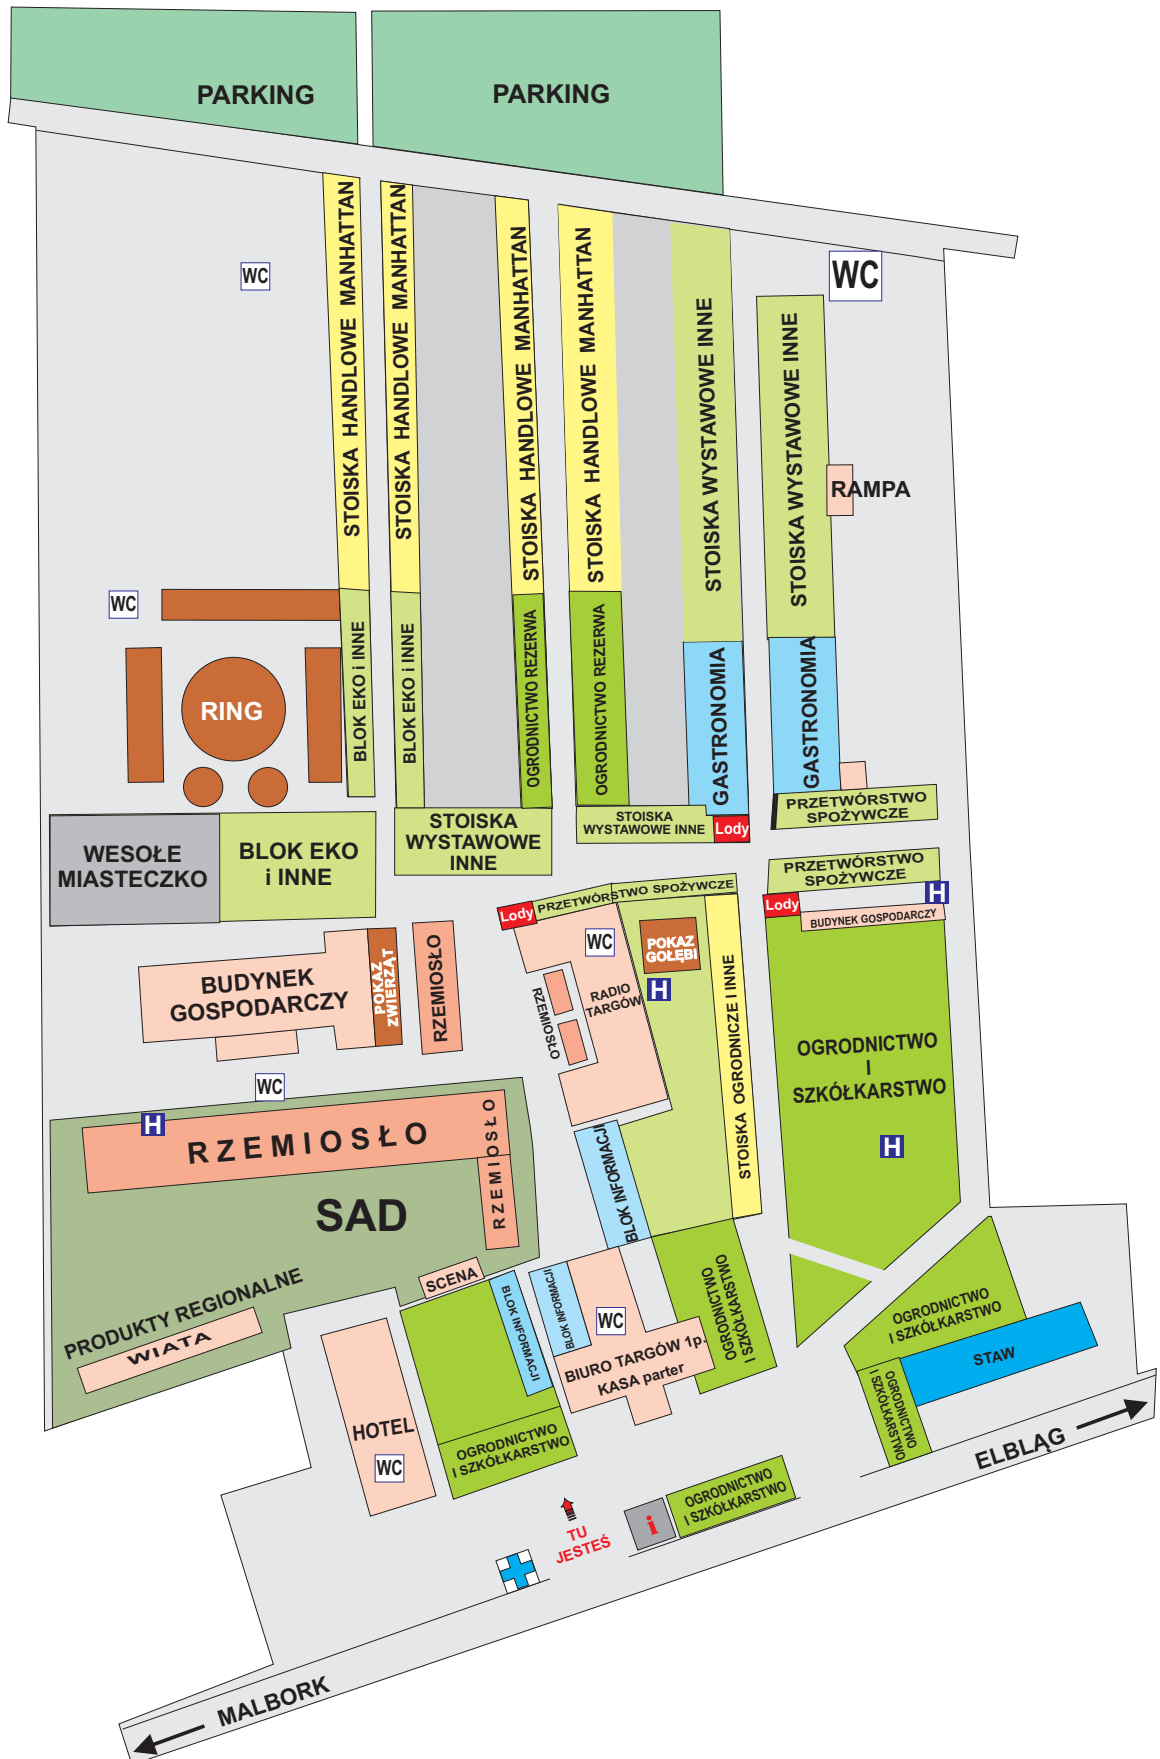 PARKING
PARKING
STOISKA HANDLOWE MANHATTAN
STOISKA HANDLOWE MANHATTAN
STOISKA HANDLOWE MANHATTAN
STOISKA HANDLOWE MANHATTAN
STOISKA WYSTAWOWE INNE
STOISKA WYSTAWOWE INNE
WC
WC
RAMPA
WC
RING
BLOK EKO i INNE
BLOK EKO i INNE
OGRODNICTWO REZERWA
OGRODNICTWO REZERWA
GASTRONOMIA
GASTRONOMIA
PRZETWÓRSTWO
SPOŻYWCZE
WESOŁE
MIASTECZKO
BLOK EKO
i INNE
STOISKA
WYSTAWOWE
INNE
STOISKA
WYSTAWOWE INNE
Lody
PRZETWÓRSTWO
SPOŻYWCZE
H
Lody
BUDYNEK GOSPODARCZY
Lody
PRZETWÓRSTWO SPOŻYWCZE
WC
POKAZ
GOŁĘBI
H
RADIO
TARGÓW
RZEMIOSŁO
STOISKA OGRODNICZE I INNE
BUDYNEK
GOSPODARCZY
POKAZ
ZWIERZĄT
RZEMIOSŁO
OGRODNICTWO
I
SZKÓŁKARSTWO
H
WC
H
RZEMIOSŁO
RZEMIOSŁO
SAD
BLOK INFORMACJI
PRODUKTY REGIONALNE
WIATA
SCENA
BLOK INFORMACJI
BLOK INFORMACJI
WC
BIURO TARGÓW 1p.
KASA parter
OGRODNICTWO
I SZKÓŁKARSTWO
OGRODNICTWO
I SZKÓŁKARSTWO
STAW
OGRODNICTWO
I SZKÓŁKARSTWO
HOTEL
WC
OGRODNICTWO
I SZKÓŁKARSTWO
OGRODNICTWO
I SZKÓŁKARSTWO
i
TU
JESTEŚ
ELBLĄG
MALBORK